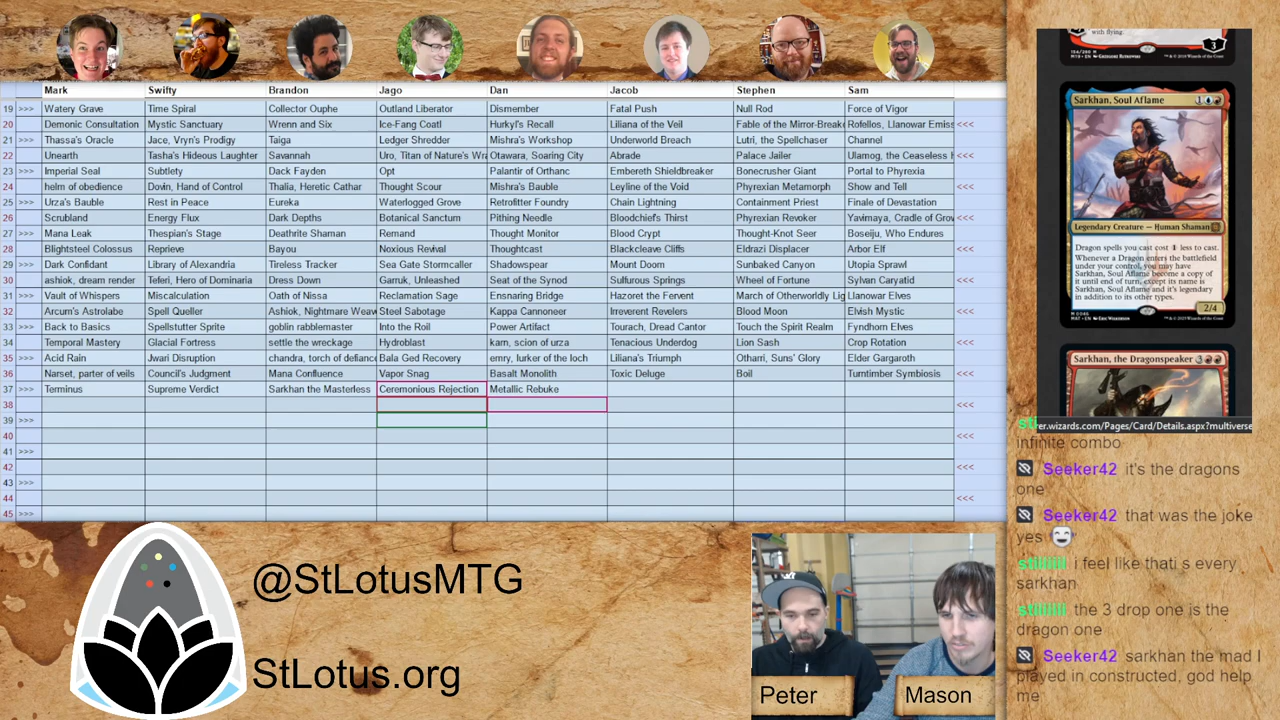 Mark Swifty Brandon Jago Dan Jacob Stephen Sam
19 >>> Watery Grave Time Spiral Collector Ouphe Outland Liberator Dismember Fatal Push Null Rod Force of Vigor
20 Demonic Consultation Mystic Sanctuary Wrenn and Six Ice-Fang Coatl Hurkyl's Recall Liliana of the Veil Fable of the Mirror-Break Rofellos, Llanowar Emiss <<<
21 >>> Thassa's Oracle Jace, Vryn's Prodigy Taiga Ledger Shredder Mishra's Workshop Underworld Breach Lutri, the Spellchaser Channel
22 Unearth Tasha's Hideous Laughter Savannah Uro, Titan of Nature's Wra Otawara, Soaring City Abrade Palace Jailer Ulamog, the Ceaseless H <<<
23 >>> Imperial Seal Subtlety Dack Fayden Opt Palantir of Orthanc Embereth Shieldbreaker Bonecrusher Giant Portal to Phyrexia
24 helm of obedience Dovin, Hand of Control Thalia, Heretic Cathar Thought Scour Mishra's Bauble Leyline of the Void Phyrexian Metamorph Show and Tell <<<
25 >>> Urza's Bauble Rest in Peace Eureka Waterlogged Grove Retrofitter Foundry Chain Lightning Containment Priest Finale of Devastation
26 Scrubland Energy Flux Dark Depths Botanical Sanctum Pithing Needle Bloodchief's Thirst Phyrexian Revoker Yavimaya, Cradle of Grov <<<
27 >>> Mana Leak Thespian's Stage Deathrite Shaman Remand Thought Monitor Blood Crypt Thought-Knot Seer Boseiju, Who Endures
28 Blightsteel Colossus Reprieve Bayou Noxious Revival Thoughtcast Blackcleave Cliffs Eldrazi Displacer Arbor Elf <<<
29 >>> Dark Confidant Library of Alexandria Tireless Tracker Sea Gate Stormcaller Shadowspear Mount Doom Sunbaked Canyon Utopia Sprawl
30 ashiok, dream render Teferi, Hero of Dominaria Dress Down Garruk, Unleashed Seat of the Synod Sulfurous Springs Wheel of Fortune Sylvan Caryatid <<<
31 >>> Vault of Whispers Miscalculation Oath of Nissa Reclamation Sage Ensnaring Bridge Hazoret the Fervent March of Otherworldly Lig Llanowar Elves
32 Arcum's Astrolabe Spell Queller Ashiok, Nightmare Weav Steel Sabotage Kappa Cannoneer Irreverent Revelers Blood Moon Elvish Mystic <<<
33 >>> Back to Basics Spellstutter Sprite goblin rabblemaster Into the Roil Power Artifact Tourach, Dread Cantor Touch the Spirit Realm Fyndhorn Elves
34 Temporal Mastery Glacial Fortress settle the wreckage Hydroblast karn, scion of urza Tenacious Underdog Lion Sash Crop Rotation <<<
35 >>> Acid Rain Jwari Disruption chandra, torch of defiance Bala Ged Recovery emry, lurker of the loch Liliana's Triumph Otharri, Suns' Glory Elder Gargaroth
36 Narset, parter of veils Council's Judgment Mana Confluence Vapor Snag Basalt Monolith Toxic Deluge Boil Turntimber Symbiosis <<<
37 >>> Terminus Supreme Verdict Sarkhan the Masterless Ceremonious Rejection Metallic Rebuke
38 <<<
39 >>>
40 <<<
41 >>>
42 <<<
43 >>>
44 <<<
45 >>>
@StLotusMTG
StLotus.org
Peter
Mason
with flying.
3
Sarkhan, Soul Aflame 1
Legendary Creature — Human Shaman
Dragon spells you cast cost 1 less to cast.
Whenever a Dragon enters the battlefield
under your control, you may have
Sarkhan, Soul Aflame become a copy of
it until end of turn, except its name is
Sarkhan, Soul Aflame and it's legendary
in addition to its other types.
2/4
Sarkhan, the Dragonspeaker 3
er.wizards.com/Pages/Card/Details.aspx?multiverse
infinite combo
Seeker42 it's the dragons
one
Seeker42 that was the joke
yes
i feel like thati s every
sarkhan
the 3 drop one is the
dragon one
Seeker42 sarkhan the mad I
played in constructed, god help
me